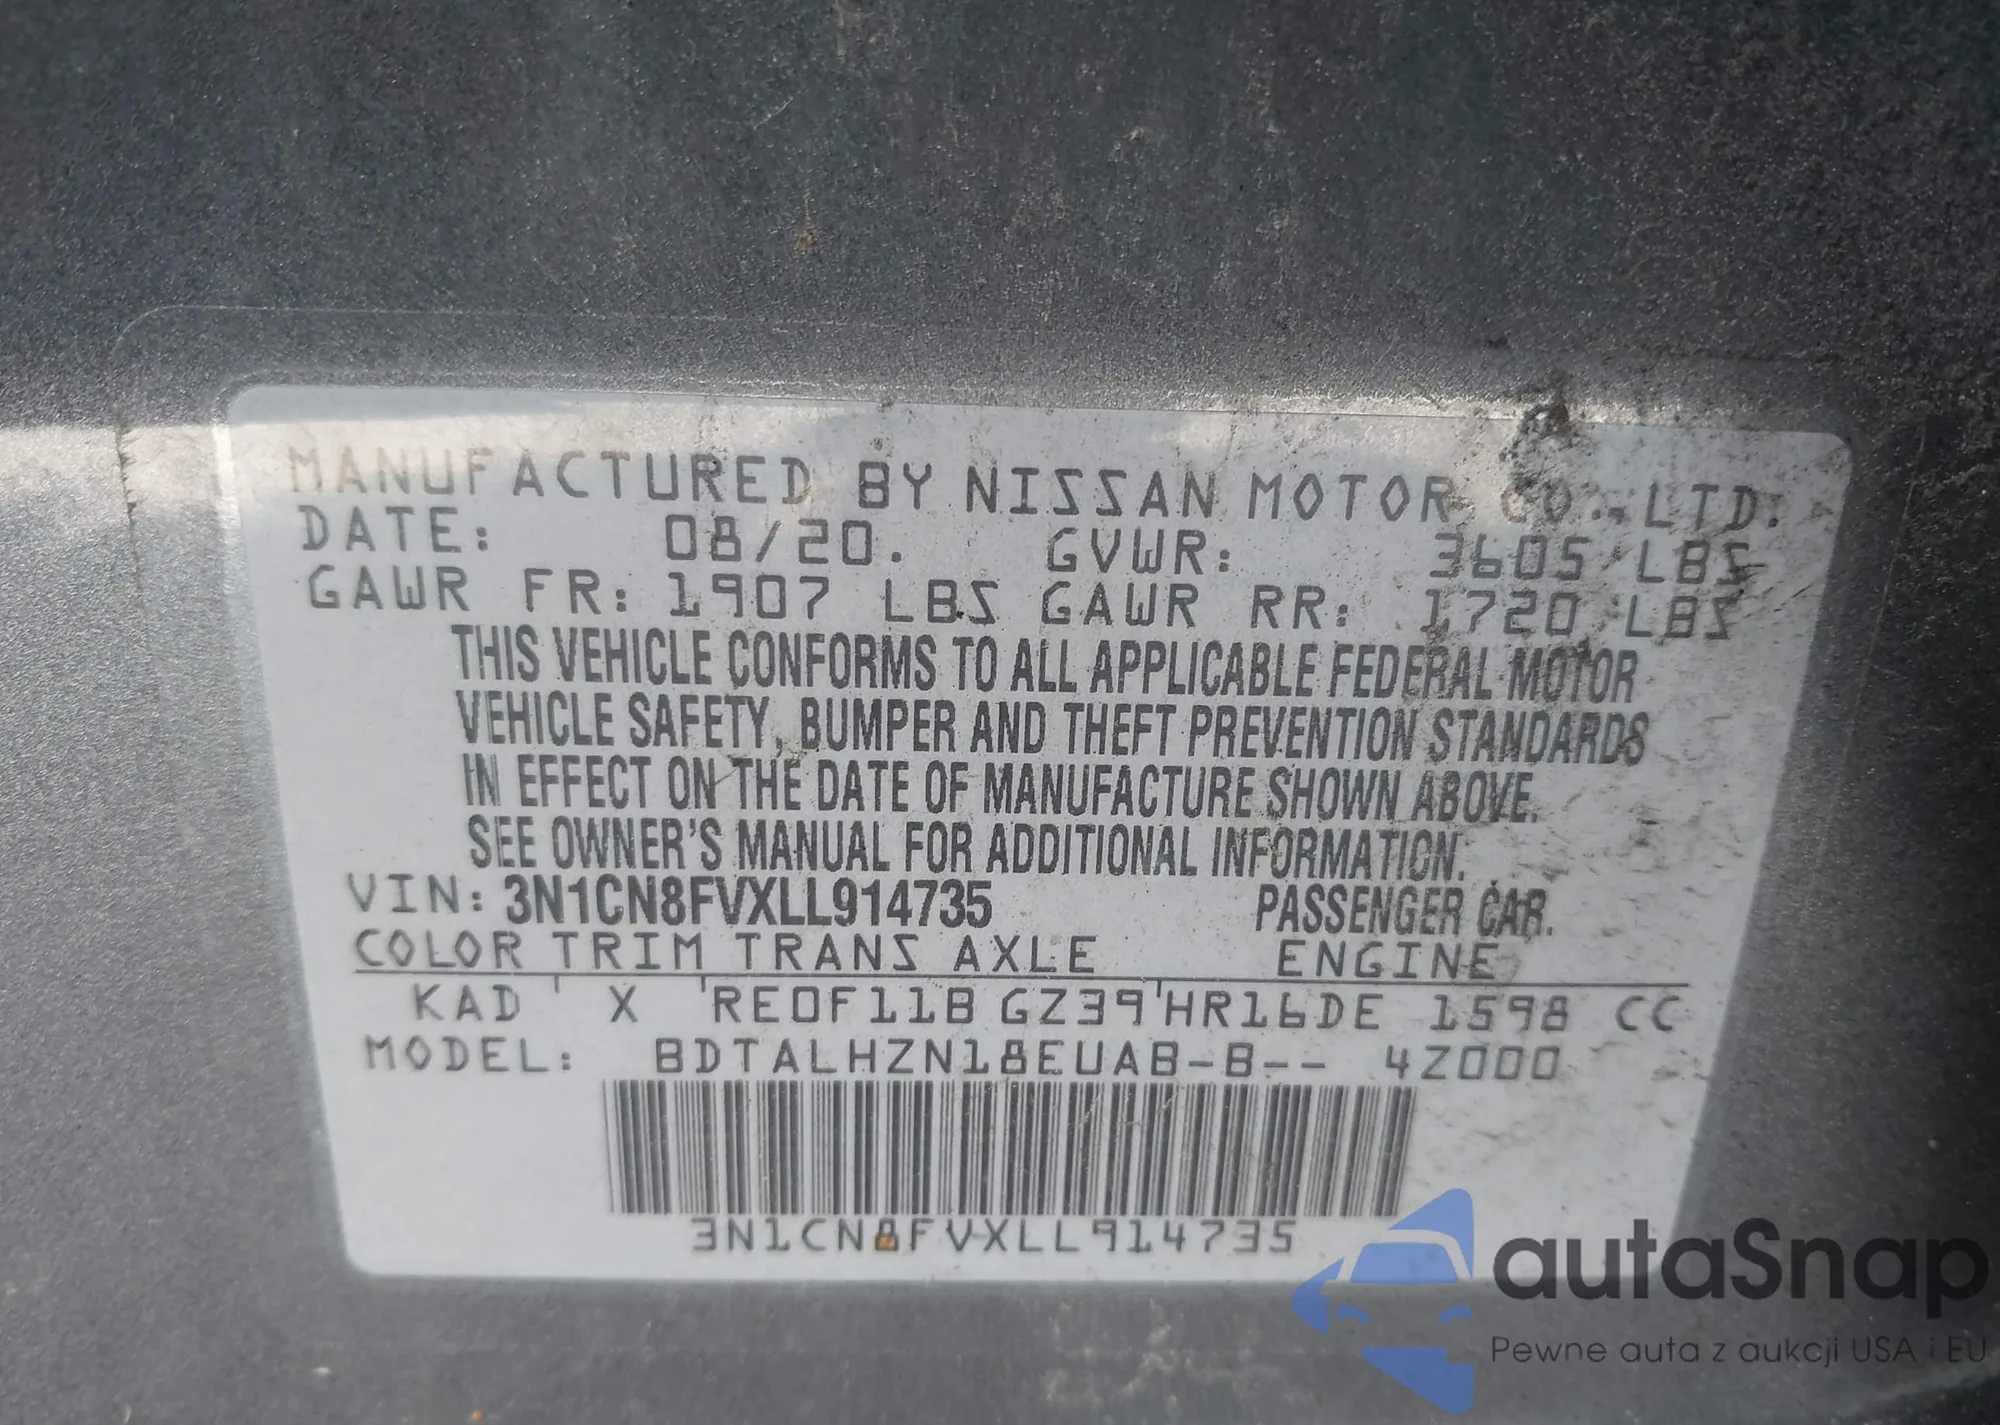 MANUFACTURED BY NISSAN MOTOR CO., LTD.
DATE: 08/20. GVWR: 3605 LBS
GAWR FR: 1907 LBS GAWR RR: 1720 LBS
THIS VEHICLE CONFORMS TO ALL APPLICABLE FEDERAL MOTOR
VEHICLE SAFETY, BUMPER AND THEFT PREVENTION STANDARDS
IN EFFECT ON THE DATE OF MANUFACTURE SHOWN ABOVE.
SEE OWNER'S MANUAL FOR ADDITIONAL INFORMATION.
VIN: 3N1CN8FVXLL914735 PASSENGER CAR.
COLOR TRIM TRANS AXLE ENGINE
KAD X RE0F11B GZ39 HR16DE 1598 CC
MODEL: BDTALHZN18EUAB-B-- 4Z000
3N1CN8FVXLL914735
autaSnap
Pewne auta z aukcji USA i EU